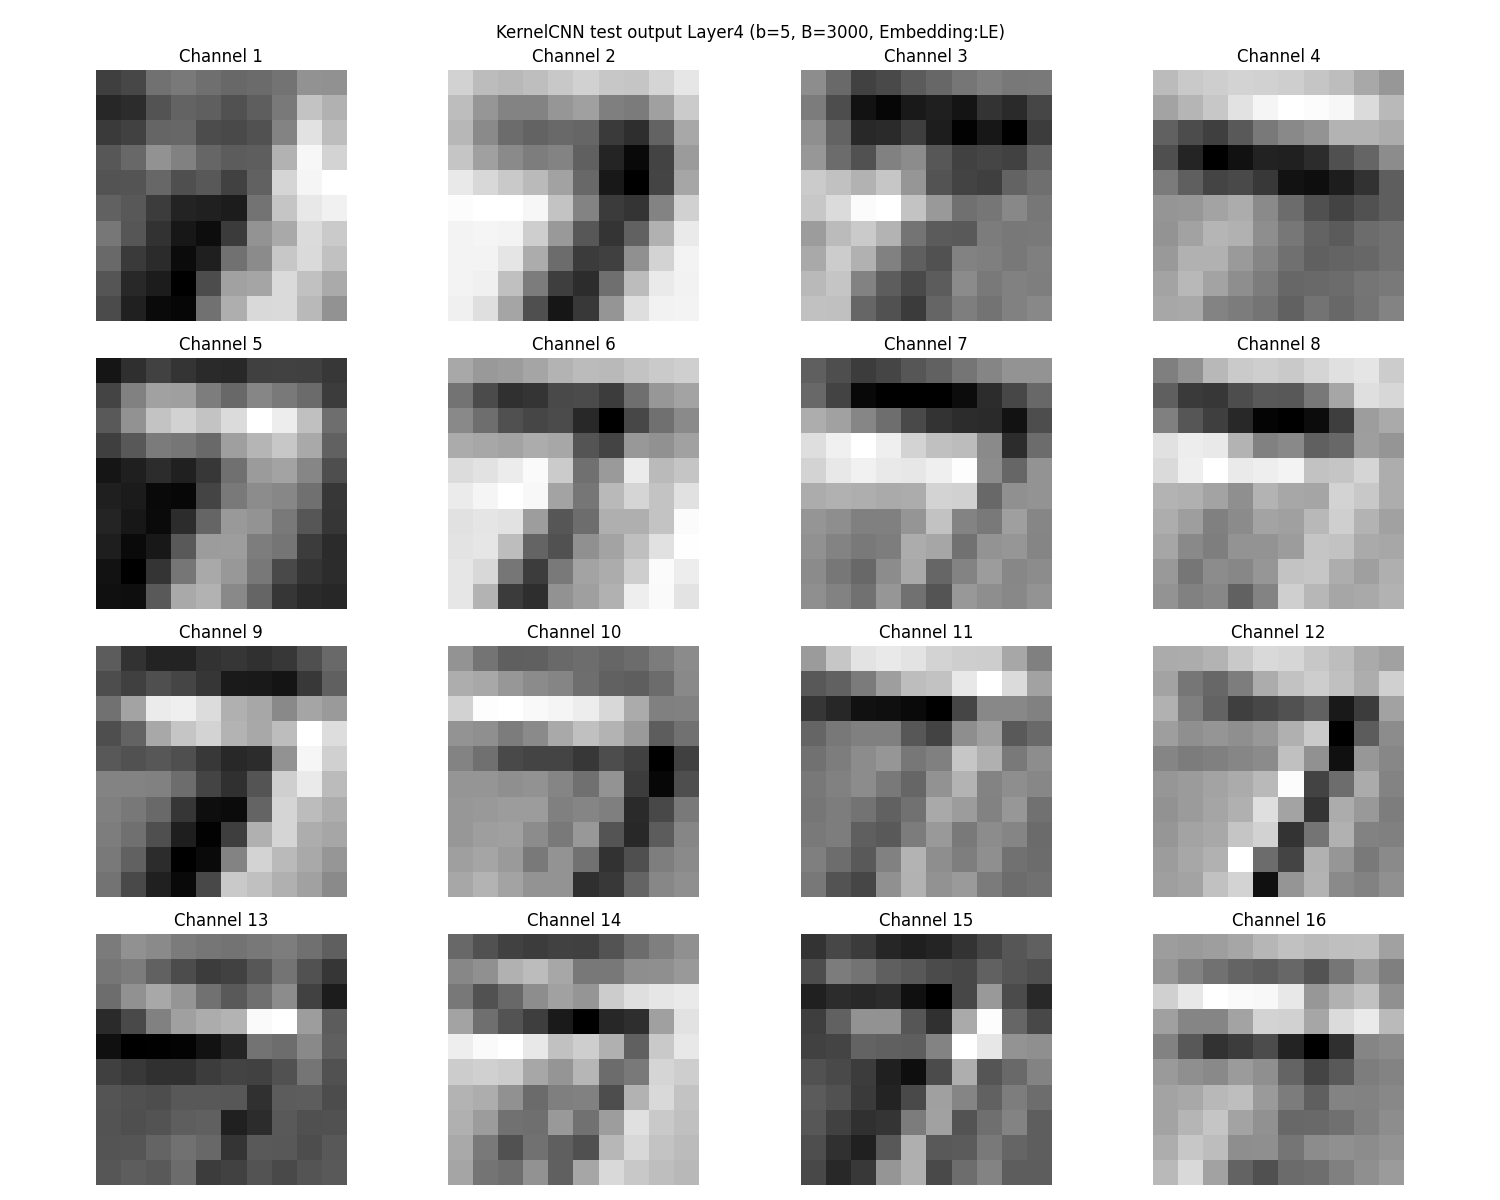 KernelCNN test output Layer4 (b=5, B=3000, Embedding:LE)
Channel 1 Channel 2 Channel 3 Channel 4
Channel 5 Channel 6 Channel 7 Channel 8
Channel 9 Channel 10 Channel 11 Channel 12
Channel 13 Channel 14 Channel 15 Channel 16